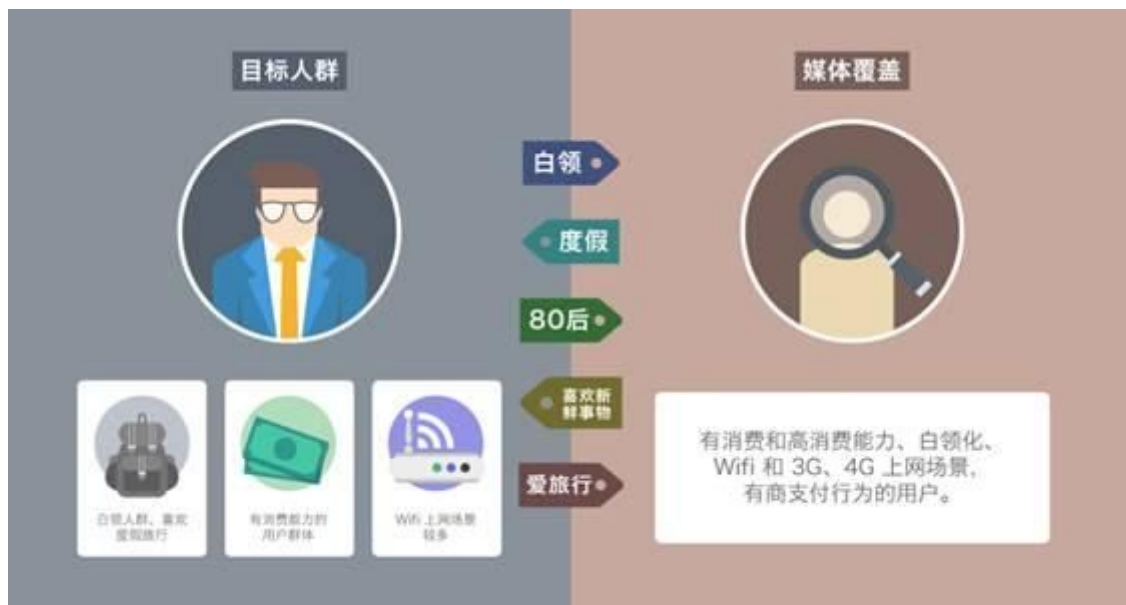 目标人群
媒体覆盖
白领
度假
80后
喜欢新
鲜事物
爱旅行
白领人群、喜欢
度假旅行
有消费能力的
用户群体
Wifi 上网场景
较多
有消费和高消费能力、白领化、
Wifi 和 3G、4G 上网场景,
有商支付行为的用户。